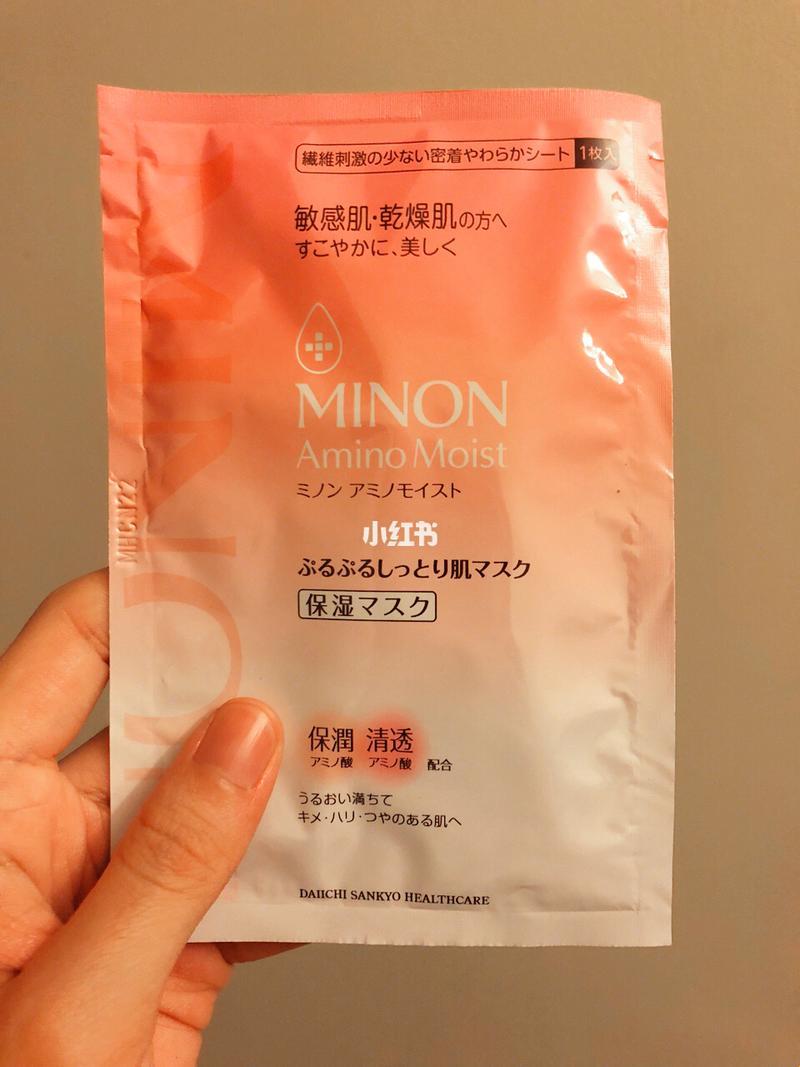 繊維刺激の少ない密着やわらかシート 1枚入
敏感肌・乾燥肌の方へ
すこやかに、美しく
MINON
Amino Moist
ミノン アミノモイスト
小红书
ぷるぷるしっとり肌マスク
保湿マスク
保潤 清透
アミノ酸 アミノ酸 配合
うるおい満ちて
キメ・ハリ・つやのある肌へ
DAIICHI SANKYO HEALTHCARE
MINON